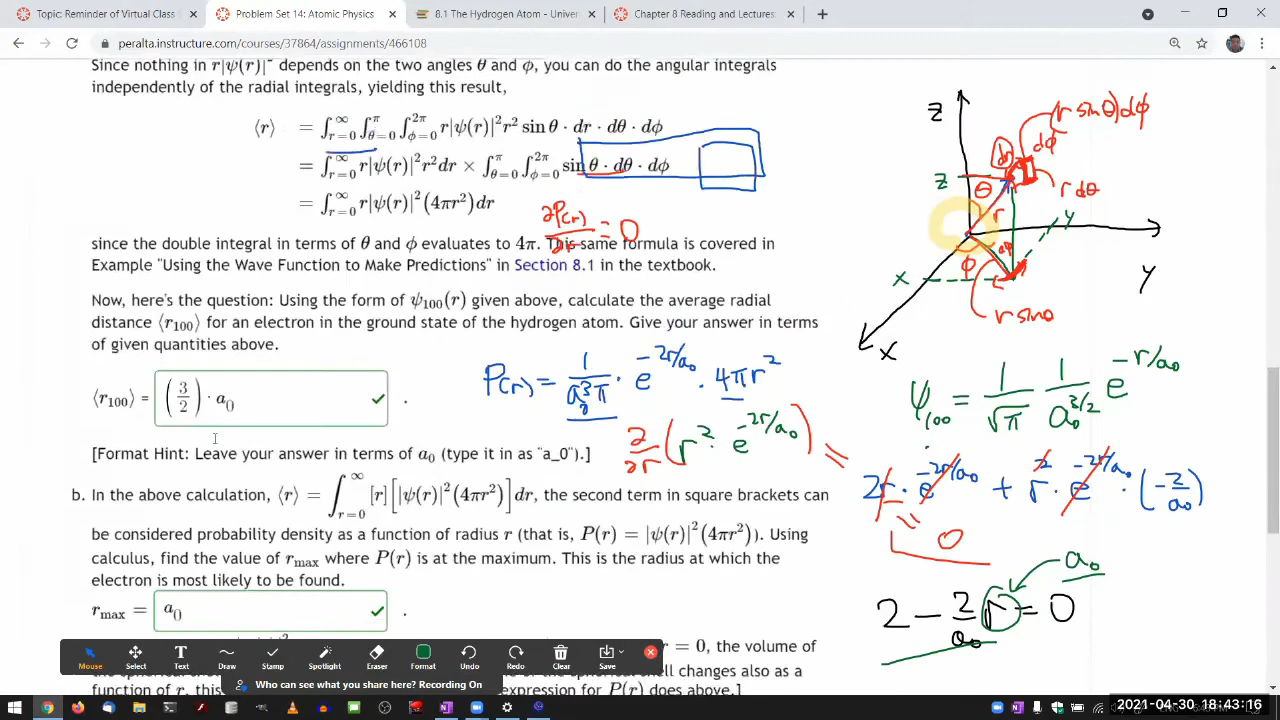 Topic: Reminder of Virtual Class
Problem Set 14: Atomic Physics
8.1 The Hydrogen Atom - Univer
Chapter 8 Reading and Lectures:
peralta.instructure.com/courses/37864/assignments/466108
Since nothing in r|ψ(r)|² depends on the two angles θ and ϕ, you can do the angular integrals
independently of the radial integrals, yielding this result,
⟨r⟩ = ∫_{r=0}^{∞} ∫_{θ=0}^{π} ∫_{ϕ=0}^{2π} r|ψ(r)|² r² sin θ · dr · dθ · dϕ
= ∫_{r=0}^{∞} r|ψ(r)|² r² dr × ∫_{θ=0}^{π} ∫_{ϕ=0}^{2π} sin θ · dθ · dϕ
= ∫_{r=0}^{∞} r|ψ(r)|² (4πr²) dr
∂P(r)/∂r = 0
since the double integral in terms of θ and ϕ evaluates to 4π. This same formula is covered in
Example "Using the Wave Function to Make Predictions" in Section 8.1 in the textbook.
Now, here's the question: Using the form of ψ₁₀₀(r) given above, calculate the average radial
distance ⟨r₁₀₀⟩ for an electron in the ground state of the hydrogen atom. Give your answer in terms
of given quantities above.
⟨r₁₀₀⟩ = (3/2) · a₀ .
[Format Hint: Leave your answer in terms of a₀ (type it in as "a_0").]
b. In the above calculation, ⟨r⟩ = ∫_{r=0}^{∞} [r][|ψ(r)|² (4πr²)] dr, the second term in square brackets can
be considered probability density as a function of radius r (that is, P(r) = |ψ(r)|² (4πr²)). Using
calculus, find the value of r_max where P(r) is at the maximum. This is the radius at which the
electron is most likely to be found.
r_max = a₀ .
r = 0, the volume of
shell changes also as a
function of r, this
expression for P(r) does above.]
z
r sinθ)dϕ
dr
dϕ
z
θ
r dθ
r
y
x
ϕ
dϕ
Y
r sinθ
X
P(r) = 1/(a₀³π) · e^{-2r/a₀} · 4πr²
ψ₁₀₀ = 1/√π 1/a₀^{3/2} e^{-r/a₀}
∂/∂r (r² · e^{-2r/a₀}) =
2r · e^{-2r/a₀} + r² · e^{-2r/a₀} · (-2/a₀)
= 0
a₀
2 - 2/a₀ r = 0
Mouse
Select
Text
Draw
Stamp
Spotlight
Eraser
Format
Undo
Redo
Clear
Save
Who can see what you share here? Recording On
2021-04-30 18:43:16